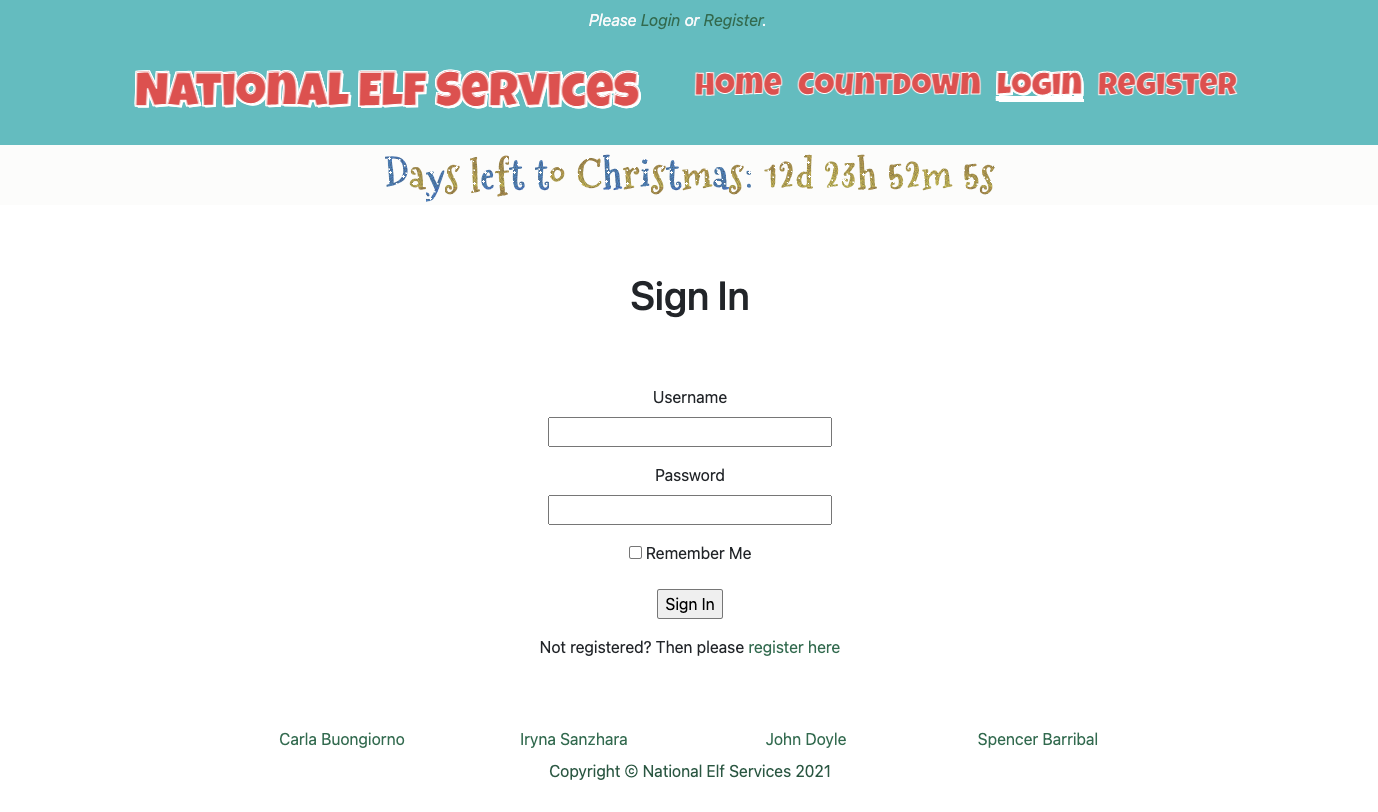 Please Login or Register.
National Elf Services
Home Countdown Login Register
Days left to Christmas: 12d 23h 52m 5s
Sign In
Username
Password
Remember Me
Sign In
Not registered? Then please register here
Carla Buongiorno Iryna Sanzhara John Doyle Spencer Barribal
Copyright © National Elf Services 2021